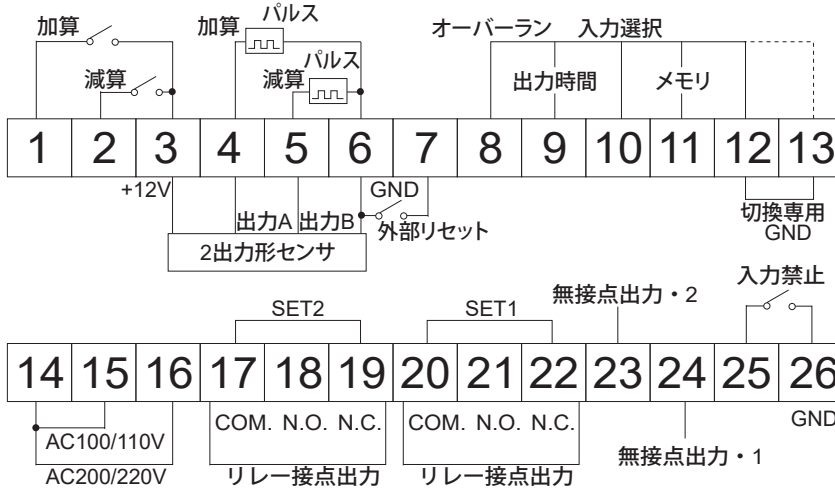 加算 パルス
加算
オーバーラン 入力選択
パルス
減算
減算
出力時間 メモリ
1 2 3 4 5 6 7 8 9 10 11 12 13
+12V
GND
出力A 出力B
外部リセット
切換専用
GND
2出力形センサ
入力禁止
無接点出力・2
SET2 SET1
14 15 16 17 18 19 20 21 22 23 24 25 26
COM. N.O. N.C. COM. N.O. N.C.
GND
AC100/110V
無接点出力・1
AC200/220V リレー接点出力 リレー接点出力